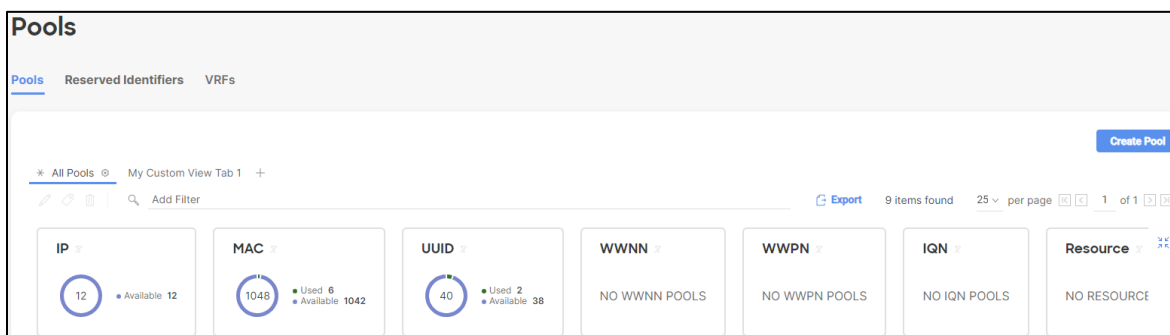 Pools
Pools Reserved Identifiers VRFs
Create Pool
All Pools My Custom View Tab 1 +
Add Filter Export 9 items found 25 per page 1 of 1
IP MAC UUID WWNN WWPN IQN Resource
12 Available 12 1048 Used 6 Available 1042 40 Used 2 Available 38 NO WWNN POOLS NO WWPN POOLS NO IQN POOLS NO RESOURCE